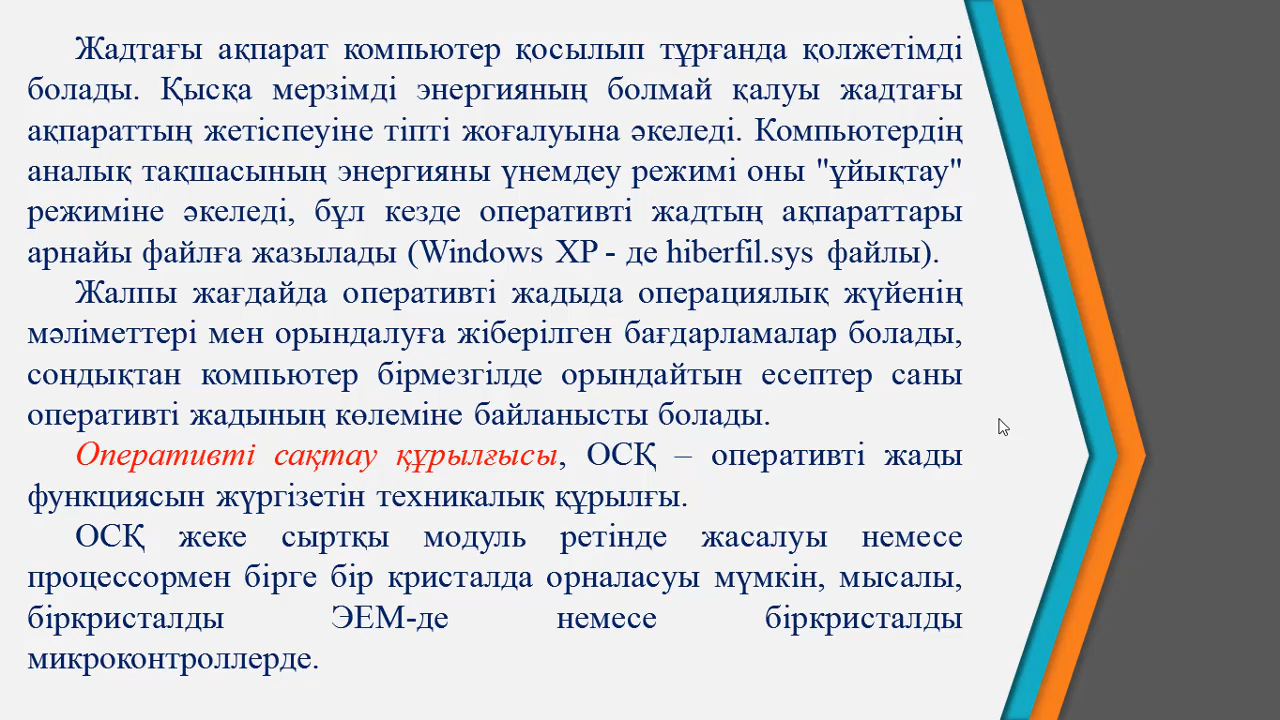 Жадтағы ақпарат компьютер қосылып тұрғанда қолжетімді
болады. Қысқа мерзімді энергияның болмай қалуы жадтағы
ақпараттың жетіспеуіне тіпті жоғалуына әкеледі. Компьютердің
аналық тақшасының энергияны үнемдеу режимі оны "ұйықтау"
режиміне әкеледі, бұл кезде оперативті жадтың ақпараттары
арнайы файлға жазылады (Windows XP - де hiberfil.sys файлы).
Жалпы жағдайда оперативті жадыда операциялық жүйенің
мәліметтері мен орындалуға жіберілген бағдарламалар болады,
сондықтан компьютер бірмезгілде орындайтын есептер саны
оперативті жадының көлеміне байланысты болады.
Оперативті сақтау құрылғысы, ОСҚ – оперативті жады
функциясын жүргізетін техникалық құрылғы.
ОСҚ жеке сыртқы модуль ретінде жасалуы немесе
процессормен бірге бір кристалда орналасуы мүмкін, мысалы,
біркристалды ЭЕМ-де немесе біркристалды
микроконтроллерде.